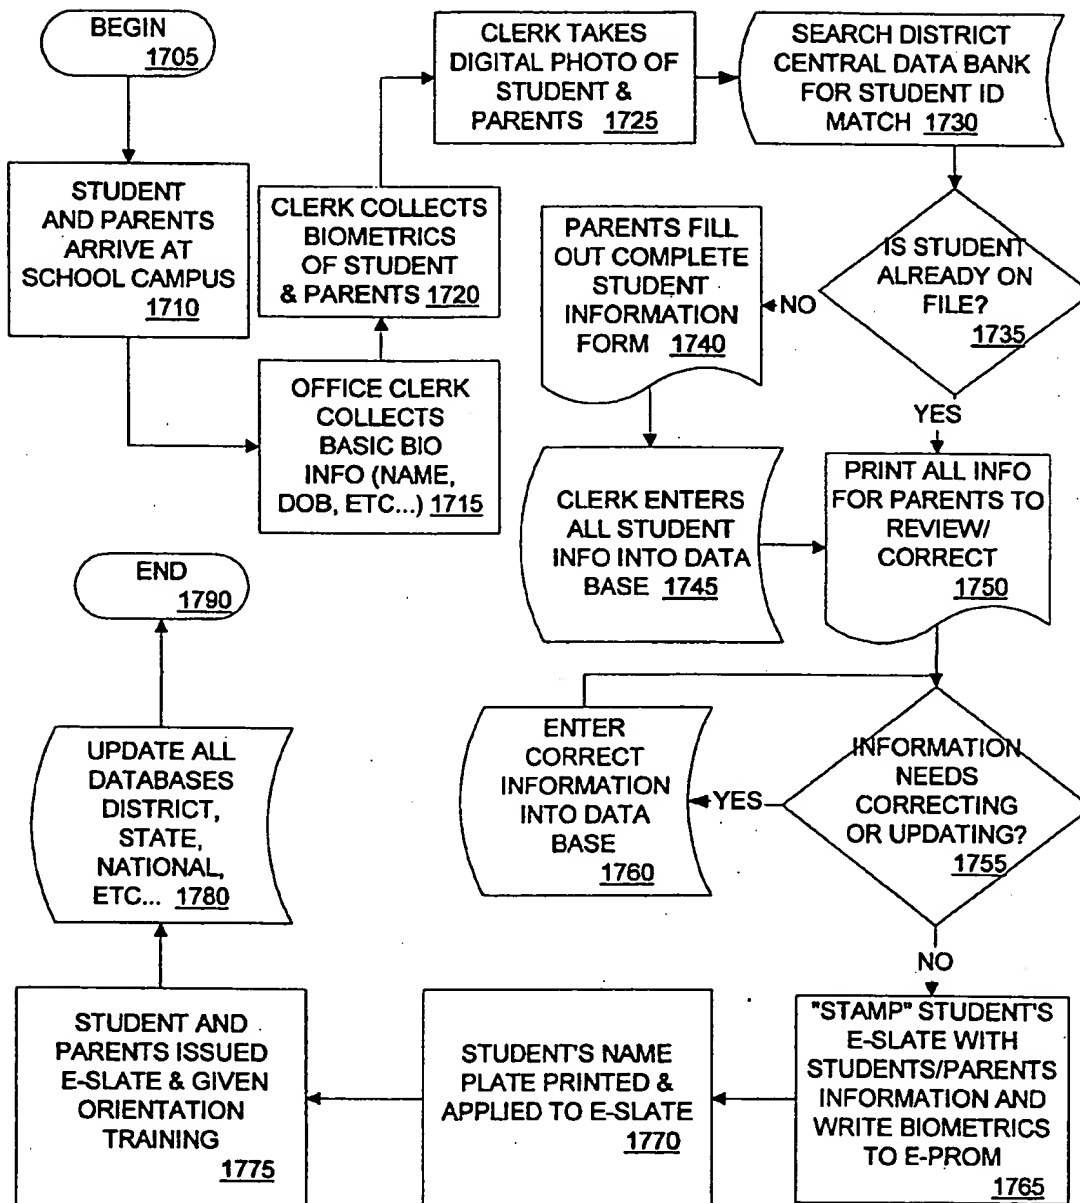 BEGIN
1705
STUDENT
AND PARENTS
ARRIVE AT
SCHOOL CAMPUS
1710
OFFICE CLERK
COLLECTS
BASIC BIO
INFO (NAME,
DOB, ETC...) 1715
CLERK COLLECTS
BIOMETRICS
OF STUDENT
& PARENTS 1720
CLERK TAKES
DIGITAL PHOTO OF
STUDENT &
PARENTS 1725
SEARCH DISTRICT
CENTRAL DATA BANK
FOR STUDENT ID
MATCH 1730
IS STUDENT
ALREADY ON
FILE?
1735
NO
PARENTS FILL
OUT COMPLETE
STUDENT
INFORMATION
FORM 1740
CLERK ENTERS
ALL STUDENT
INFO INTO DATA
BASE 1745
YES
PRINT ALL INFO
FOR PARENTS TO
REVIEW/
CORRECT
1750
INFORMATION
NEEDS
CORRECTING
OR UPDATING?
1755
YES
ENTER
CORRECT
INFORMATION
INTO DATA
BASE
1760
NO
"STAMP" STUDENT'S
E-SLATE WITH
STUDENTS/PARENTS
INFORMATION AND
WRITE BIOMETRICS
TO E-PROM
1765
STUDENT'S NAME
PLATE PRINTED &
APPLIED TO E-SLATE
1770
STUDENT AND
PARENTS ISSUED
E-SLATE & GIVEN
ORIENTATION
TRAINING
1775
UPDATE ALL
DATABASES
DISTRICT,
STATE,
NATIONAL,
ETC... 1780
END
1790